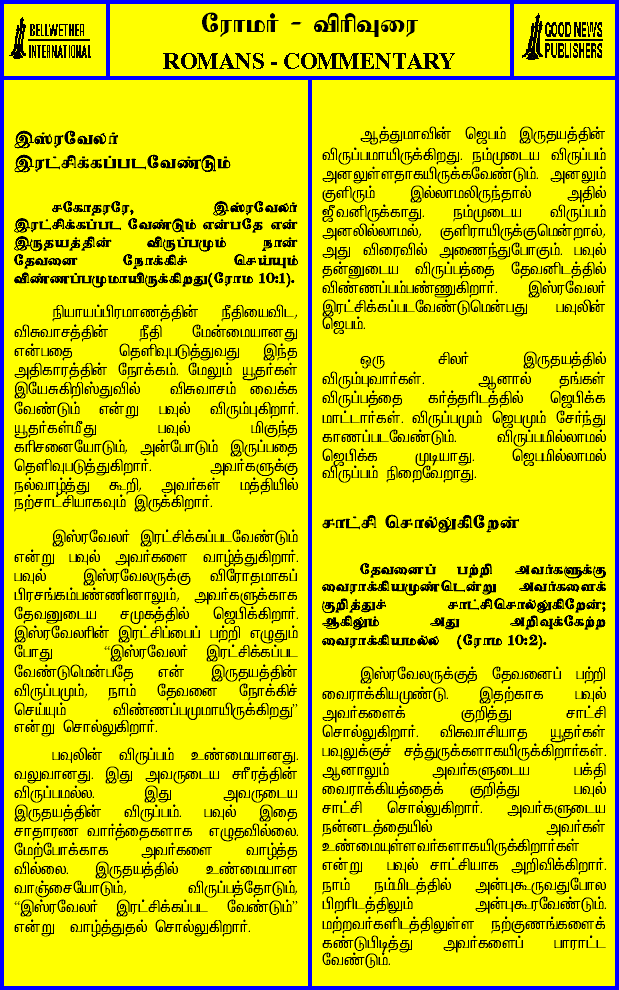 BELLWETHER
INTERNATIONAL
ரோமர் - விரிவுரை
ROMANS - COMMENTARY
GOOD NEWS
PUBLISHERS
இஸ்ரவேலர்
இரட்சிக்கப்படவேண்டும்
சகோதரரே, இஸ்ரவேலர்
இரட்சிக்கப்பட வேண்டும் என்பதே என்
இருதயத்தின் விருப்பமும் நான்
தேவனை நோக்கிச் செய்யும்
விண்ணப்பமுமாயிருக்கிறது(ரோம 10:1).
நியாயப்பிரமாணத்தின் நீதியைவிட,
விசுவாசத்தின் நீதி மேன்மையானது
என்பதை தெளிவுபடுத்துவது இந்த
அதிகாரத்தின் நோக்கம். மேலும் யூதர்கள்
இயேசுகிறிஸ்துவில் விசுவாசம் வைக்க
வேண்டும் என்று பவுல் விரும்புகிறார்.
யூதர்கள்மீது பவுல் மிகுந்த
கரிசனையோடும், அன்போடும் இருப்பதை
தெளிவுபடுத்துகிறார். அவர்களுக்கு
நல்வாழ்த்து கூறி, அவர்கள் மத்தியில்
நற்சாட்சியாகவும் இருக்கிறார்.
இஸ்ரவேலர் இரட்சிக்கப்படவேண்டும்
என்று பவுல் அவர்களை வாழ்த்துகிறார்.
பவுல் இஸ்ரவேலருக்கு விரோதமாகப்
பிரசங்கம்பண்ணினாலும், அவர்களுக்காக
தேவனுடைய சமுகத்தில் ஜெபிக்கிறார்.
இஸ்ரவேலரின் இரட்சிப்பைப் பற்றி எழுதும்
போது “இஸ்ரவேலர் இரட்சிக்கப்பட
வேண்டுமென்பதே என் இருதயத்தின்
விருப்பமும், நாம் தேவனை நோக்கிச்
செய்யும் விண்ணப்பமுமாயிருக்கிறது”
என்று சொல்லுகிறார்.
பவுலின் விருப்பம் உண்மையானது.
வலுவானது. இது அவருடைய சரீரத்தின்
விருப்பமல்ல. இது அவருடைய
இருதயத்தின் விருப்பம். பவுல் இதை
சாதாரண வார்த்தைகளாக எழுதவில்லை.
மேற்போக்காக அவர்களை வாழ்த்த
வில்லை. இருதயத்தில் உண்மையான
வாஞ்சையோடும், விருப்பத்தோடும்,
“இஸ்ரவேலர் இரட்சிக்கப்பட வேண்டும்”
என்று வாழ்த்துதல் சொல்லுகிறார்.
ஆத்துமாவின் ஜெபம் இருதயத்தின்
விருப்பமாயிருக்கிறது. நம்முடைய விருப்பம்
அனலுள்ளதாகயிருக்கவேண்டும். அனலும்
குளிரும் இல்லாமலிருந்தால் அதில்
ஜீவனிருக்காது. நம்முடைய விருப்பம்
அனலில்லாமல், குளிராயிருக்குமென்றால்,
அது விரைவில் அணைந்துபோகும். பவுல்
தன்னுடைய விருப்பத்தை தேவனிடத்தில்
விண்ணப்பம்பண்ணுகிறார். இஸ்ரவேலர்
இரட்சிக்கப்படவேண்டுமென்பது பவுலின்
ஜெபம்.
ஒரு சிலர் இருதயத்தில்
விரும்புவார்கள். ஆனால் தங்கள்
விருப்பத்தை கர்த்தரிடத்தில் ஜெபிக்க
மாட்டார்கள். விருப்பமும் ஜெபமும் சேர்ந்து
காணப்படவேண்டும். விருப்பமில்லாமல்
ஜெபிக்க முடியாது. ஜெபமில்லாமல்
விருப்பம் நிறைவேறாது.
சாட்சி சொல்லுகிறேன்
தேவனைப் பற்றி அவர்களுக்கு
வைராக்கியமுண்டென்று அவர்களைக்
குறித்துச் சாட்சிசொல்லுகிறேன்;
ஆகிலும் அது அறிவுக்கேற்ற
வைராக்கியமல்ல (ரோம 10:2).
இஸ்ரவேலருக்குத் தேவனைப் பற்றி
வைராக்கியமுண்டு. இதற்காக பவுல்
அவர்களைக் குறித்து சாட்சி
சொல்லுகிறார். விசுவாசியாத யூதர்கள்
பவுலுக்குச் சத்துருக்களாகயிருக்கிறார்கள்.
ஆனாலும் அவர்களுடைய பக்தி
வைராக்கியத்தைக் குறித்து பவுல்
சாட்சி சொல்லுகிறார். அவர்களுடைய
நன்னடத்தையில் அவர்கள்
உண்மையுள்ளவர்களாகயிருக்கிறார்கள்
என்று பவுல் சாட்சியாக அறிவிக்கிறார்.
நாம் நம்மிடத்தில் அன்புகூருவதுபோல
பிறரிடத்திலும் அன்புகூரவேண்டும்.
மற்றவர்களிடத்திலுள்ள நற்குணங்களைக்
கண்டுபிடித்து அவர்களைப் பாராட்ட
வேண்டும்.